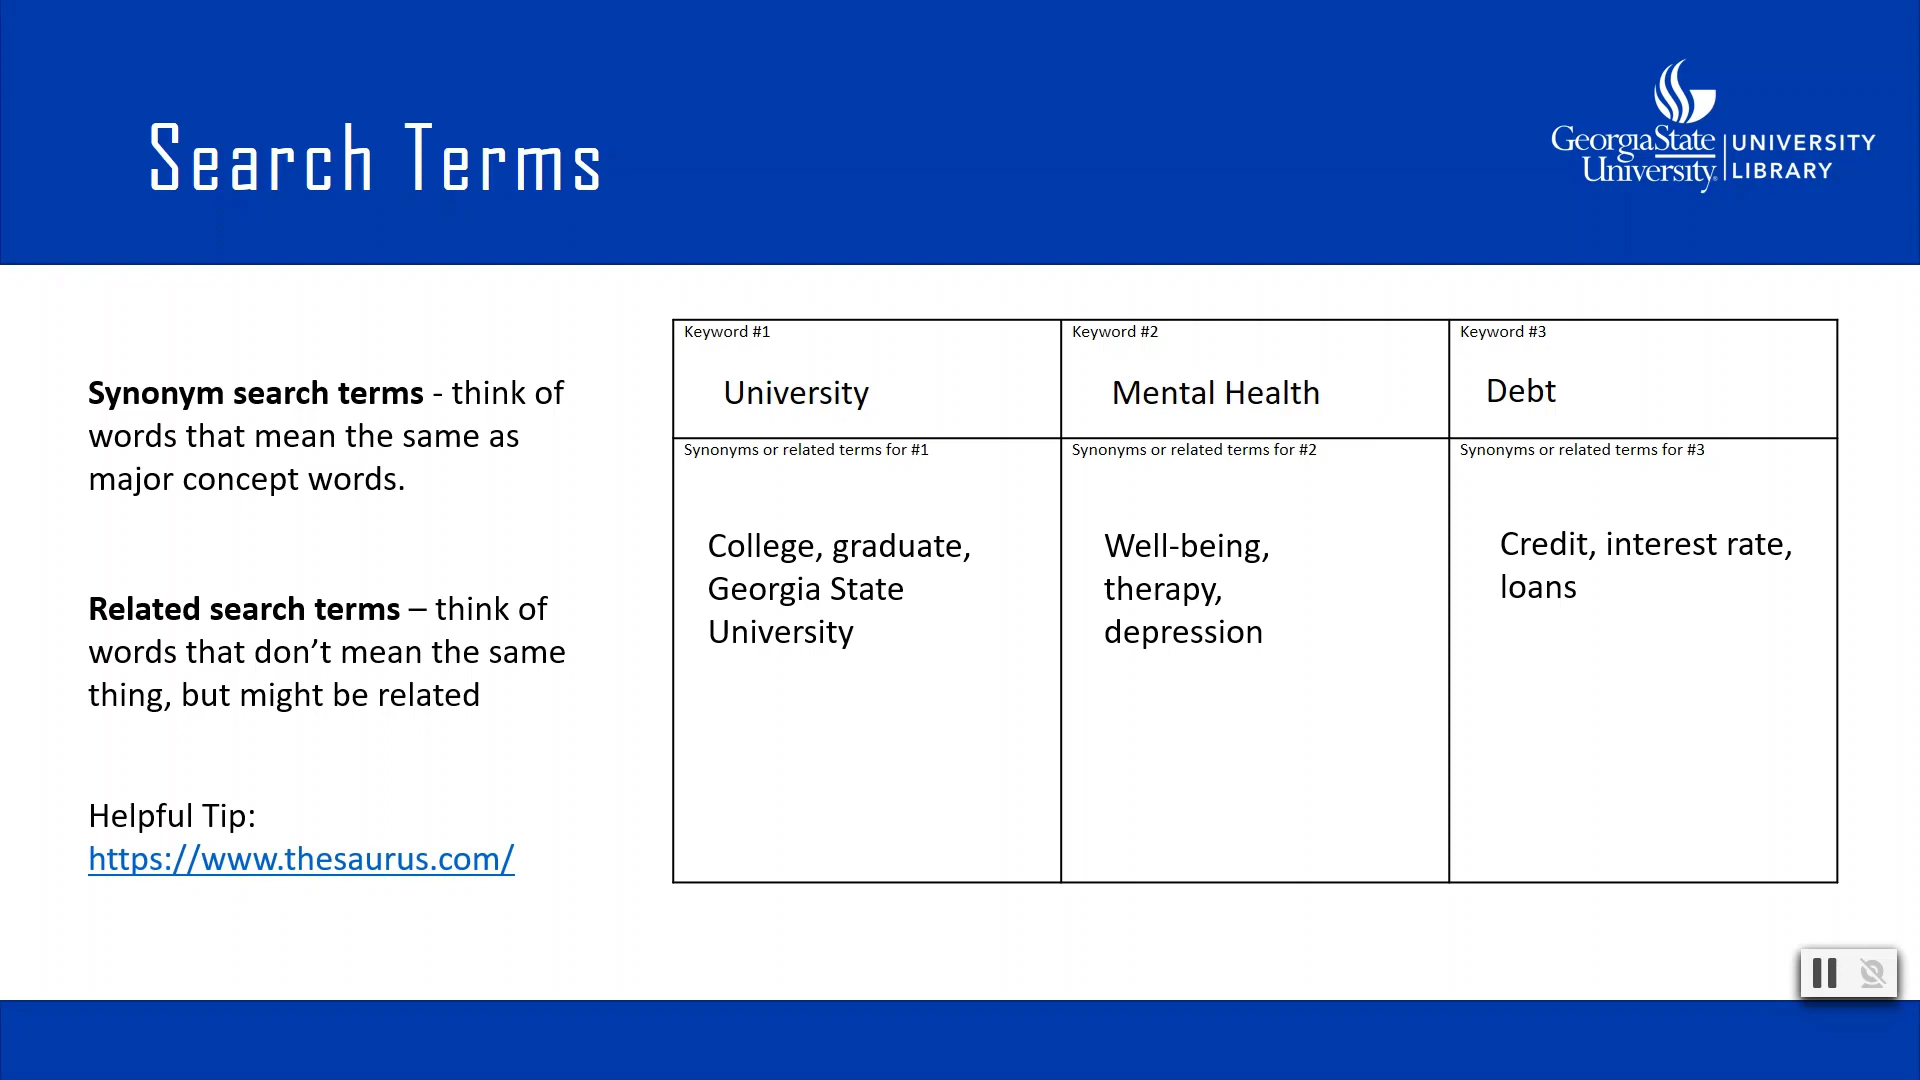 Search Terms
GeorgiaState
University®
UNIVERSITY
LIBRARY
Synonym search terms - think of
words that mean the same as
major concept words.
Related search terms – think of
words that don’t mean the same
thing, but might be related
Helpful Tip:
https://www.thesaurus.com/
Keyword #1
University
Keyword #2
Mental Health
Keyword #3
Debt
Synonyms or related terms for #1
College, graduate,
Georgia State
University
Synonyms or related terms for #2
Well-being,
therapy,
depression
Synonyms or related terms for #3
Credit, interest rate,
loans